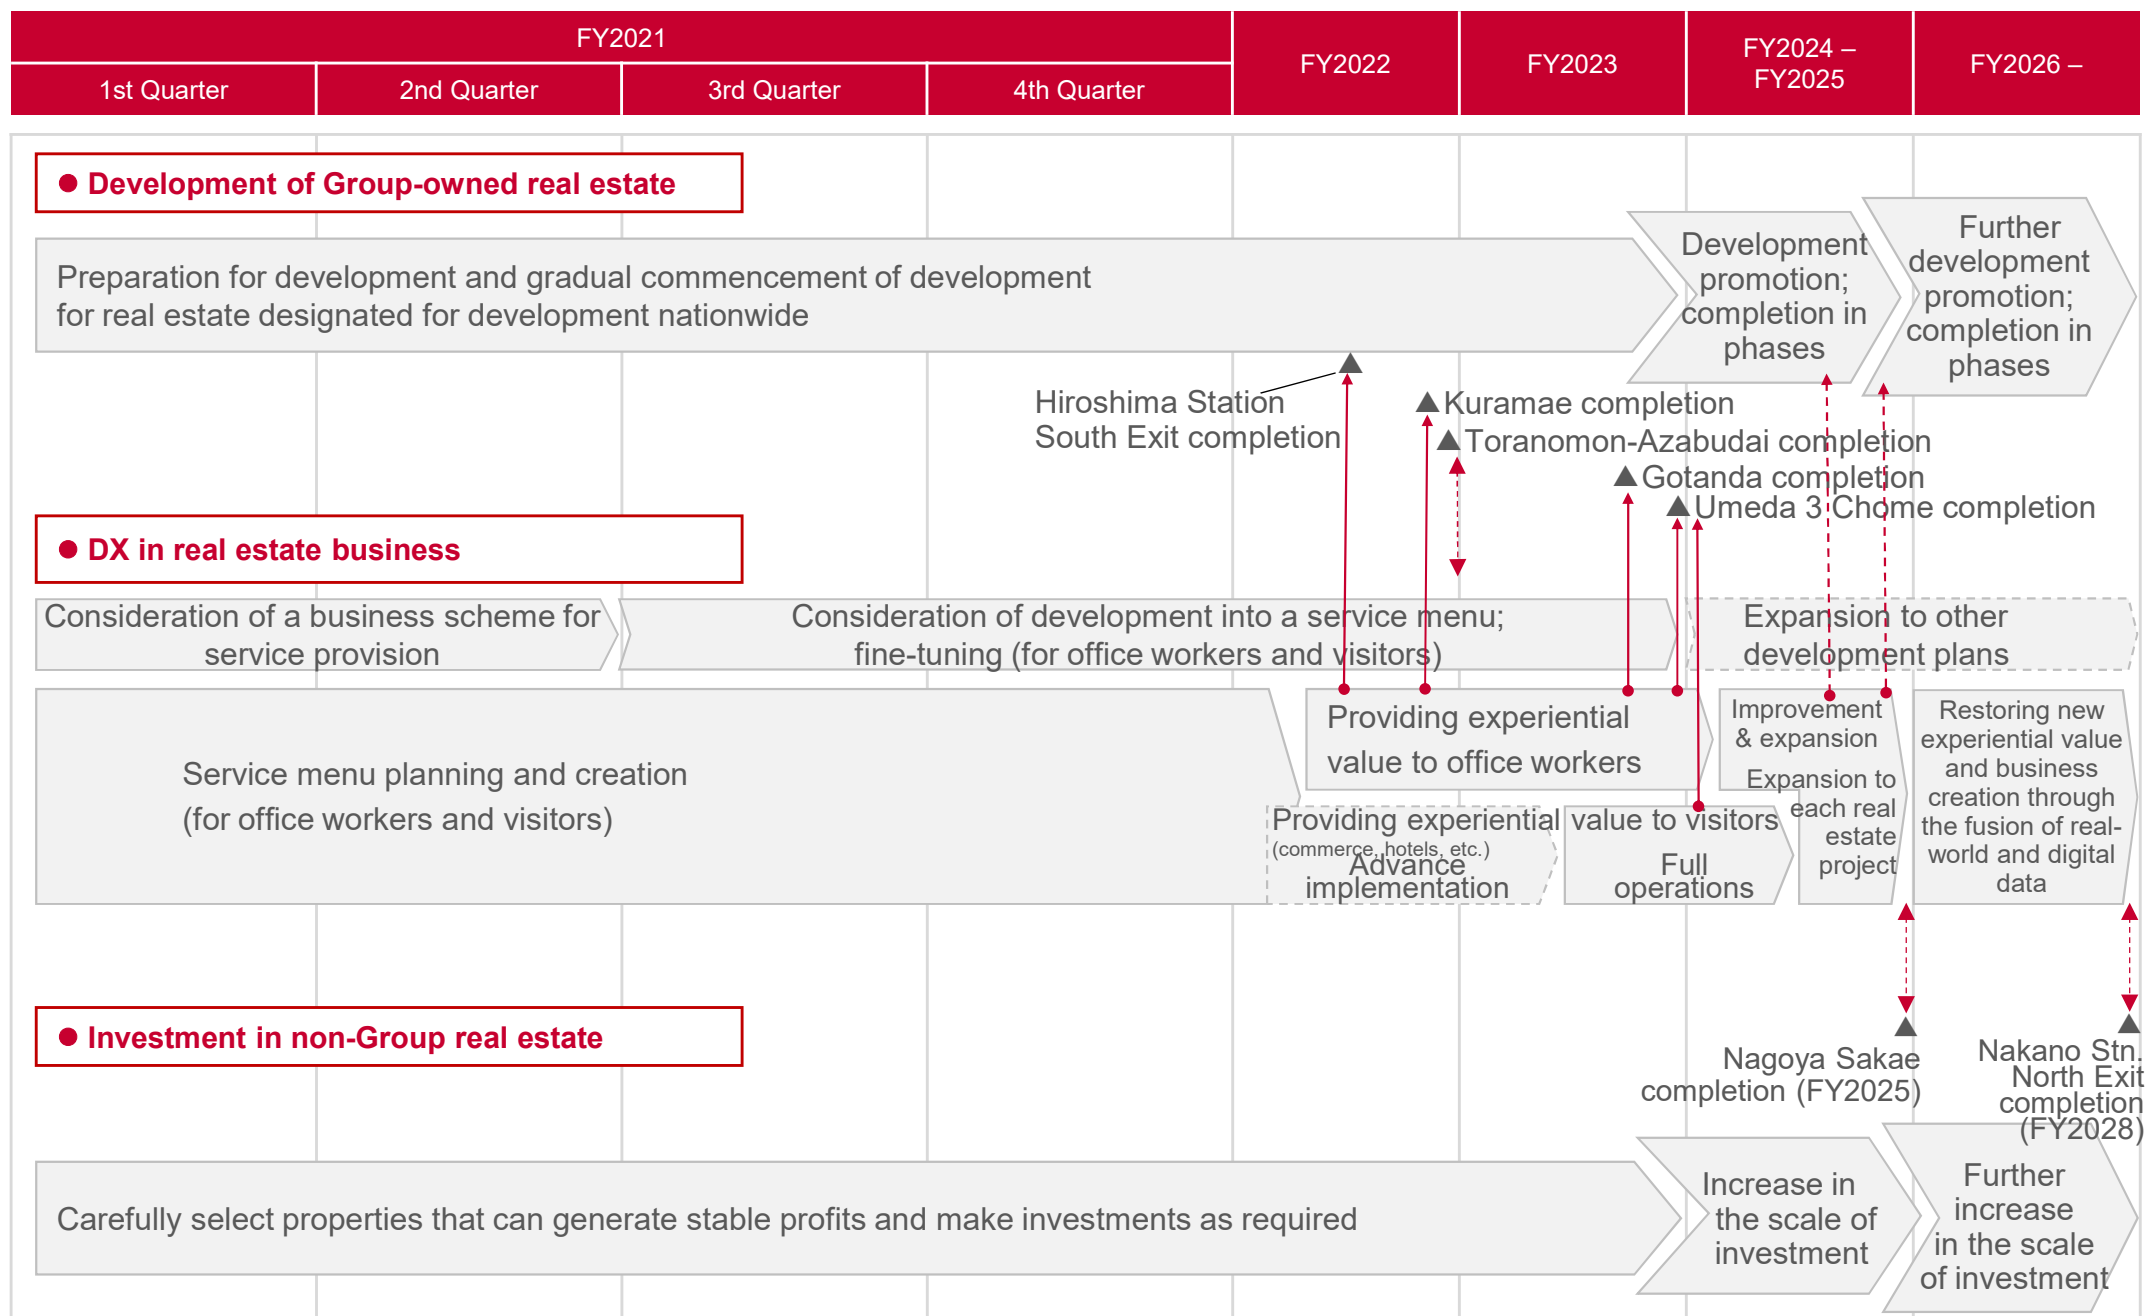 FY2021
FY2022
FY2023
FY2024 –
FY2025
FY2026 –
1st Quarter
2nd Quarter
3rd Quarter
4th Quarter
● Development of Group-owned real estate
Preparation for development and gradual commencement of development
for real estate designated for development nationwide
Development
promotion;
completion in
phases
Further
development
promotion;
completion in
phases
Hiroshima Station
South Exit completion
Kuramae completion
Toranomon-Azabudai completion
Gotanda completion
Umeda 3 Chome completion
● DX in real estate business
Consideration of a business scheme for
service provision
Consideration of development into a service menu;
fine-tuning (for office workers and visitors)
Expansion to other
development plans
Service menu planning and creation
(for office workers and visitors)
Providing experiential
value to office workers
Providing experiential value to visitors
(commerce, hotels, etc.)
Advance
implementation
Full
operations
Improvement
& expansion
Expansion to
each real
estate
project
Restoring new
experiential value
and business
creation through
the fusion of real-
world and digital
data
● Investment in non-Group real estate
Nagoya Sakae
completion (FY2025)
Nakano Stn.
North Exit
completion
(FY2028)
Carefully select properties that can generate stable profits and make investments as required
Increase in
the scale of
investment
Further
increase
in the scale
of investment